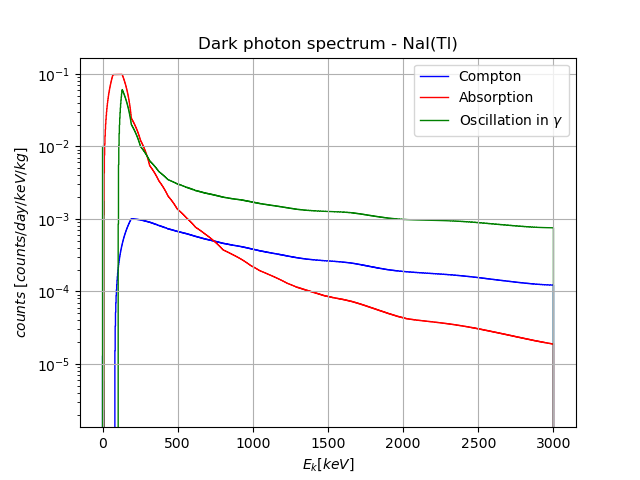 Dark photon spectrum - NaI(Tl)
Compton
Absorption
Oscillation in γ
10⁻¹
10⁻²
10⁻³
10⁻⁴
10⁻⁵
counts [counts/day/keV/kg]
0 500 1000 1500 2000 2500 3000
E_k[keV]